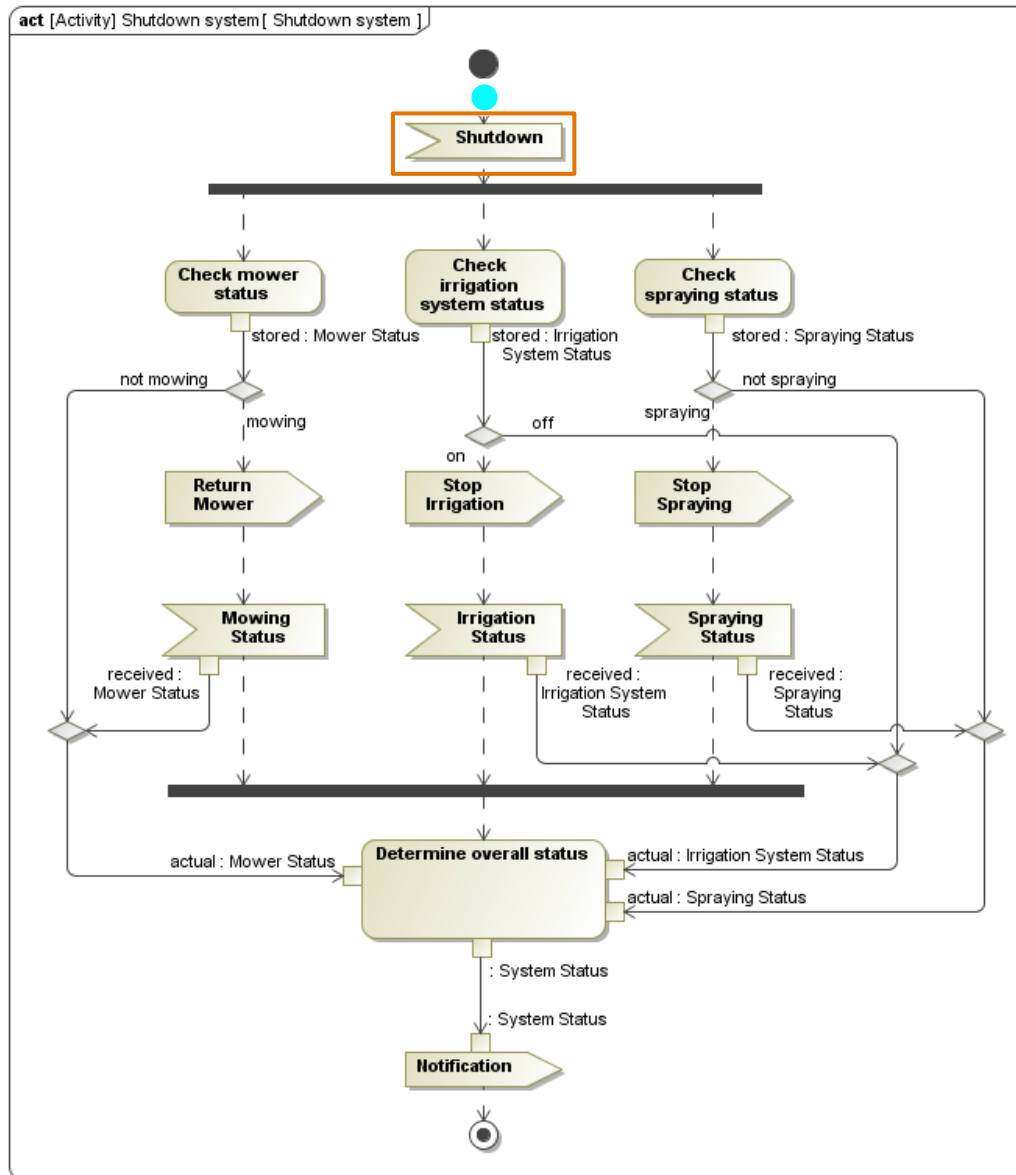 act [Activity] Shutdown system [ Shutdown system ]
Shutdown
Check mower
status
Check
irrigation
system status
Check
spraying status
stored : Mower Status
stored : Irrigation
System Status
stored : Spraying Status
not mowing
mowing
off
on
spraying
not spraying
Return
Mower
Stop
Irrigation
Stop
Spraying
Mowing
Status
Irrigation
Status
Spraying
Status
received :
Mower Status
received :
Irrigation System
Status
received :
Spraying
Status
Determine overall status
actual : Mower Status
actual : Irrigation System Status
actual : Spraying Status
: System Status
: System Status
Notification